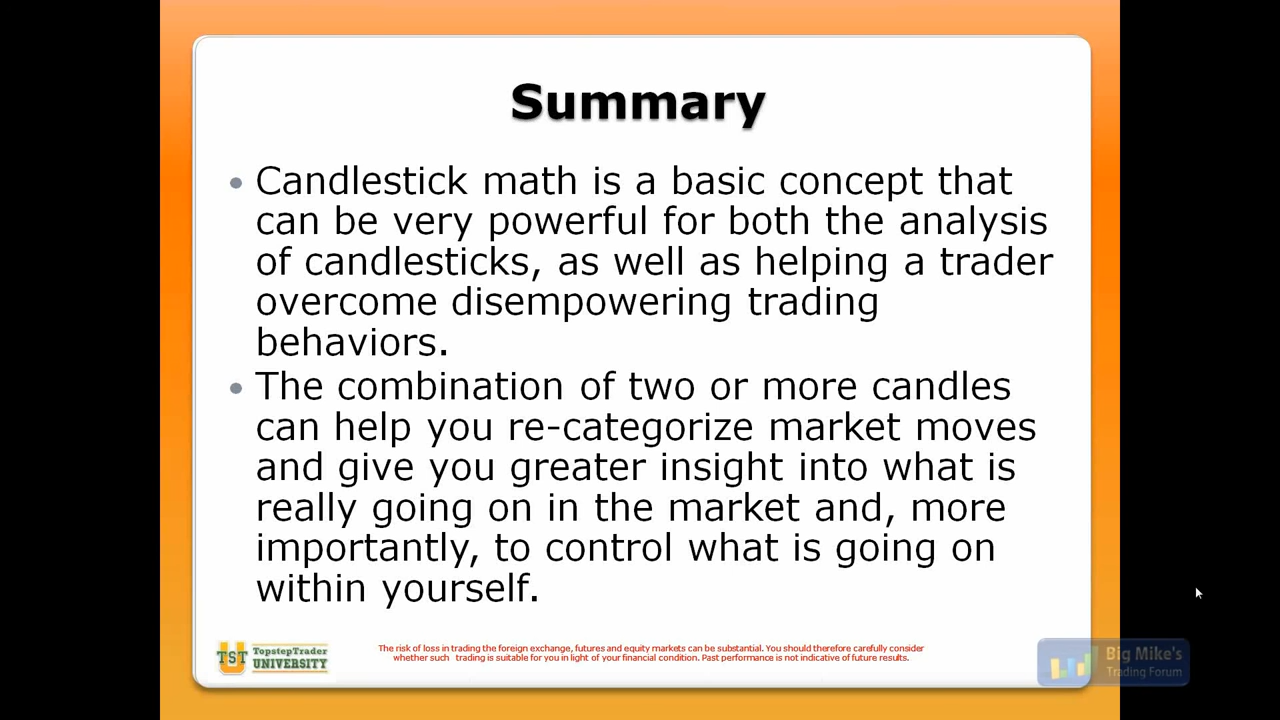 Summary
• Candlestick math is a basic concept that
can be very powerful for both the analysis
of candlesticks, as well as helping a trader
overcome disempowering trading
behaviors.
• The combination of two or more candles
can help you re-categorize market moves
and give you greater insight into what is
really going on in the market and, more
importantly, to control what is going on
within yourself.
U
TST
TopstepTrader
UNIVERSITY
The risk of loss in trading the foreign exchange, futures and equity markets can be substantial. You should therefore carefully consider
whether such trading is suitable for you in light of your financial condition. Past performance is not indicative of future results.
Big Mike's
Trading Forum